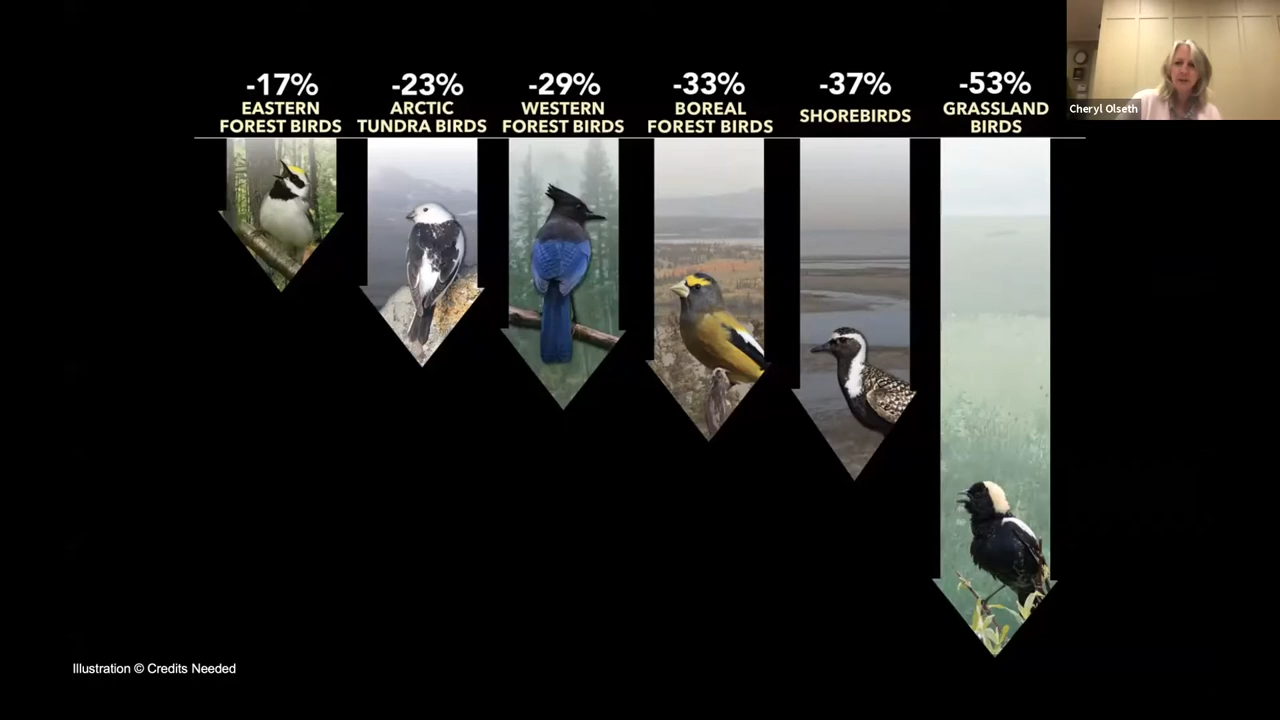 -17%
EASTERN
FOREST BIRDS
-23%
ARCTIC
TUNDRA BIRDS
-29%
WESTERN
FOREST BIRDS
-33%
BOREAL
FOREST BIRDS
-37%
SHOREBIRDS
-53%
GRASSLAND
BIRDS
Cheryl Olseth
Illustration © Credits Needed